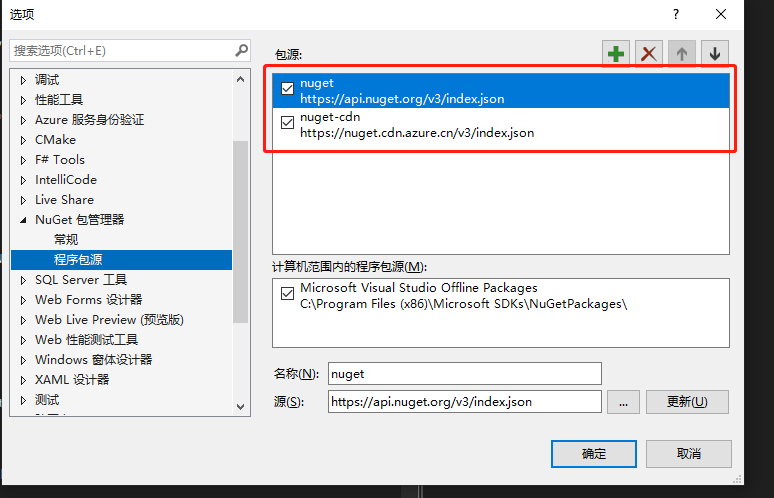 选项
搜索选项(Ctrl+E)
调试
性能工具
Azure 服务身份验证
CMake
F# Tools
IntelliCode
Live Share
NuGet 包管理器
常规
程序包源
SQL Server 工具
Web Forms 设计器
Web Live Preview (预览版)
Web 性能测试工具
Windows 窗体设计器
XAML 设计器
测试
包源:
nuget
https://api.nuget.org/v3/index.json
nuget-cdn
https://nuget.cdn.azure.cn/v3/index.json
计算机范围内的程序包源(M):
Microsoft Visual Studio Offline Packages
C:\Program Files (x86)\Microsoft SDKs\NuGetPackages\
名称(N): nuget
源(S): https://api.nuget.org/v3/index.json ... 更新(U)
确定 取消